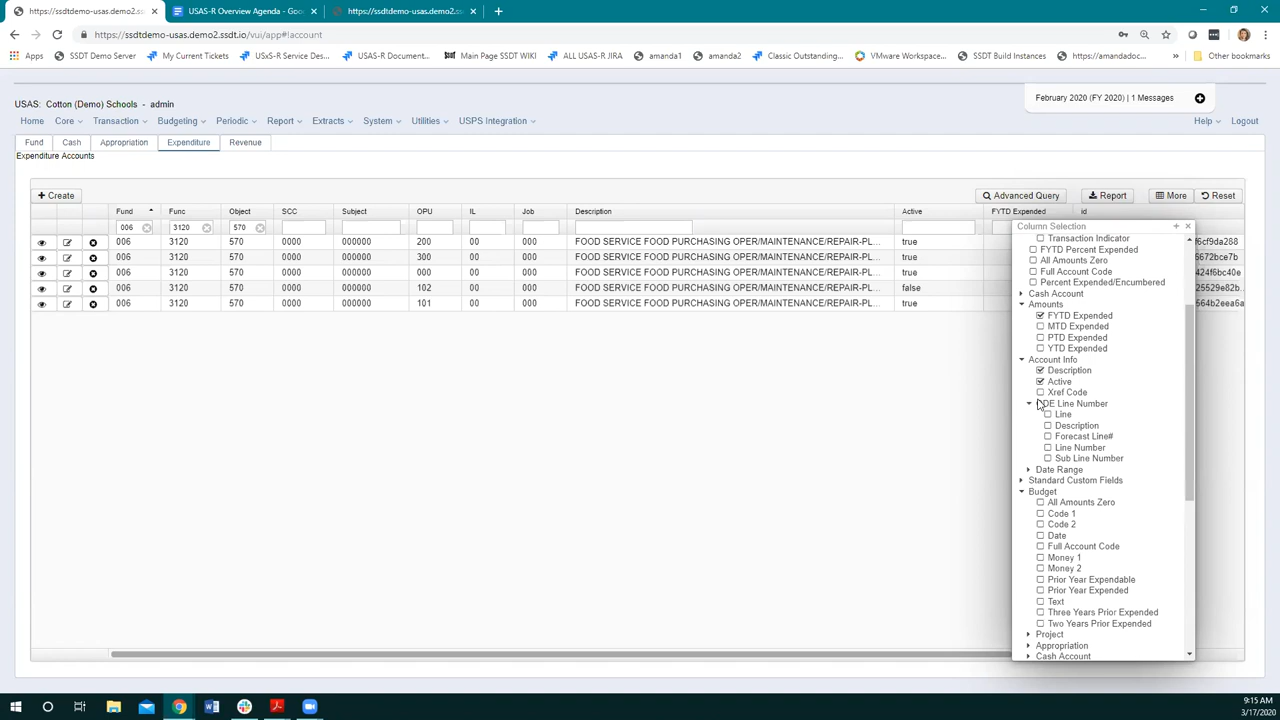 https://ssdtdemo-usas.demo2.ssdt.io/
USAS-R Overview Agenda - Goo
https://ssdtdemo-usas.demo2.ssdt.
https://ssdtdemo-usas.demo2.ssdt.io/vui/app#!account
Apps SSDT Demo Server My Current Tickets USxS-R Service Des... USAS-R Document... Main Page SSDT WIKI ALL USAS-R JIRA amanda1 amanda2 Classic Outstanding... VMware Workspace... SSDT Build Instances https://amandadoc... » Other bookmarks
USAS: Cotton (Demo) Schools - admin
February 2020 (FY 2020) | 1 Messages
Home Core Transaction Budgeting Periodic Report Extracts System Utilities USPS Integration Help Logout
Fund Cash Appropriation Expenditure Revenue
Expenditure Accounts
Create Advanced Query Report More Reset
Fund Func Object SCC Subject OPU IL Job Description Active FYTD Expended id
006 3120 570
006 3120 570 0000 000000 200 00 000 FOOD SERVICE FOOD PURCHASING OPER/MAINTENANCE/REPAIR-PL... true
006 3120 570 0000 000000 300 00 000 FOOD SERVICE FOOD PURCHASING OPER/MAINTENANCE/REPAIR-PL... true
006 3120 570 0000 000000 000 00 000 FOOD SERVICE FOOD PURCHASING OPER/MAINTENANCE/REPAIR-PL... true
006 3120 570 0000 000000 102 00 000 FOOD SERVICE FOOD PURCHASING OPER/MAINTENANCE/REPAIR-PL... false
006 3120 570 0000 000000 101 00 000 FOOD SERVICE FOOD PURCHASING OPER/MAINTENANCE/REPAIR-PL... true
Column Selection
Transaction Indicator
FYTD Percent Expended
All Amounts Zero
Full Account Code
Percent Expended/Encumbered
Cash Account
Amounts
FYTD Expended
MTD Expended
PTD Expended
YTD Expended
Account Info
Description
Active
Xref Code
DE Line Number
Line
Description
Forecast Line#
Line Number
Sub Line Number
Date Range
Standard Custom Fields
Budget
All Amounts Zero
Code 1
Code 2
Date
Full Account Code
Money 1
Money 2
Prior Year Expendable
Prior Year Expended
Text
Three Years Prior Expended
Two Years Prior Expended
Project
Appropriation
Cash Account
9:15 AM
3/17/2020